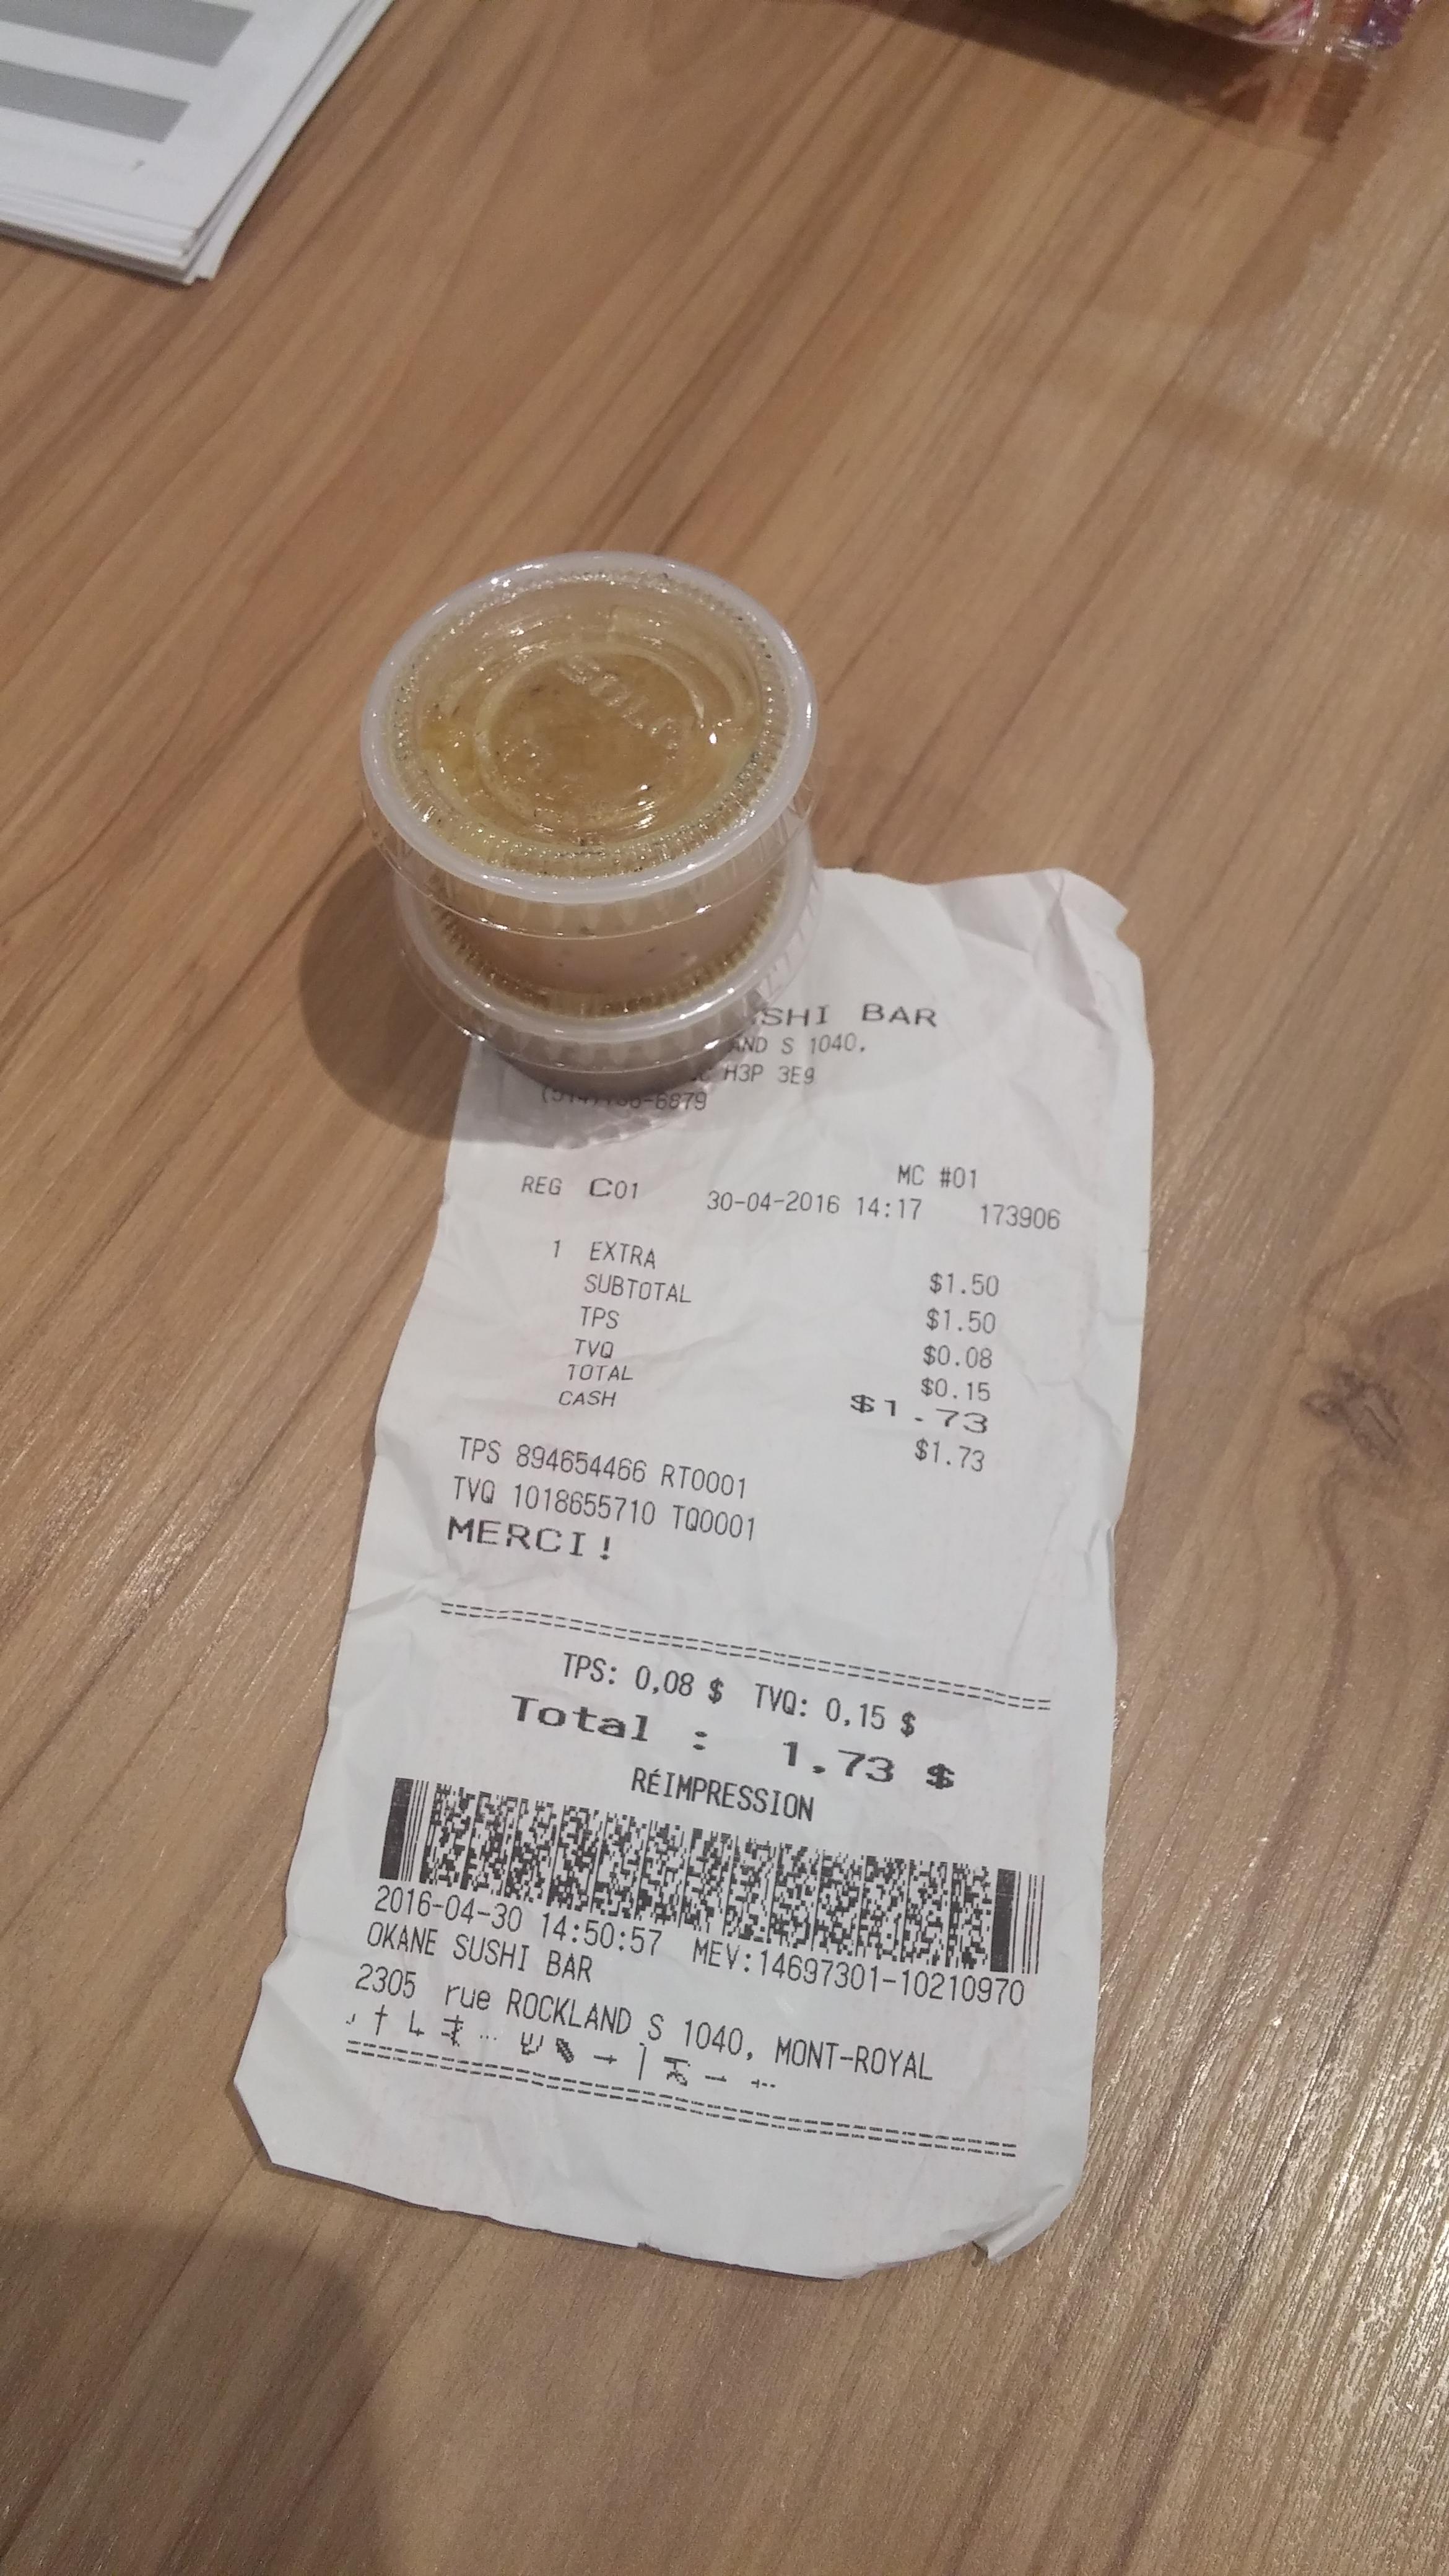 BAR
S 1040,
H3P 3E9
MC #01
REG C01 30-04-2016 14:17 173906
1 EXTRA $1.50
SUBTOTAL $1.50
TPS $0.08
TVQ $0.15
TOTAL $1.73
CASH $1.73
TPS 894654466 RT0001
TVQ 1018655710 TQ0001
MERCI!
TPS: 0,08 $ TVQ: 0,15 $
Total : 1,73 $
RÉIMPRESSION
2016-04-30 14:50:57 MEV:14697301-10210970
OKANE SUSHI BAR
2305 rue ROCKLAND S 1040, MONT-ROYAL